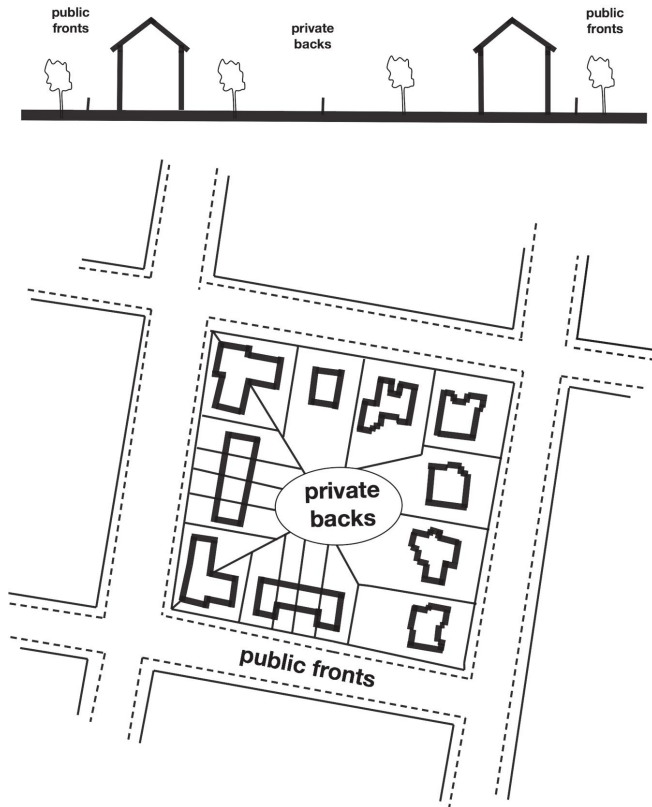 public
fronts
private
backs
public
fronts
private
backs
public fronts